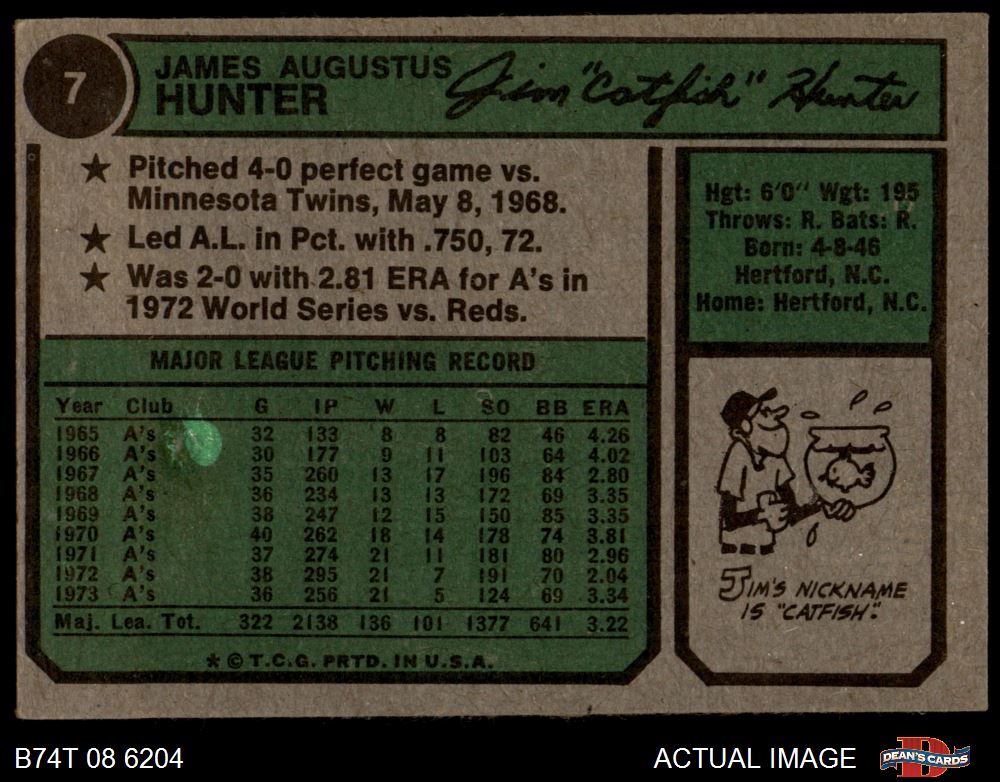 7
JAMES AUGUSTUS
HUNTER
Jim "Catfish" Hunter
★ Pitched 4-0 perfect game vs.
Minnesota Twins, May 8, 1968.
★ Led A.L. in Pct. with .750, 72.
★ Was 2-0 with 2.81 ERA for A's in
1972 World Series vs. Reds.
Hgt: 6'0" Wgt: 195
Throws: R. Bats: R.
Born: 4-8-46
Hertford, N.C.
Home: Hertford, N.C.
MAJOR LEAGUE PITCHING RECORD
Year Club G IP W L SO BB ERA
1965 A's 32 133 8 8 82 46 4.26
1966 A's 30 177 9 11 103 64 4.02
1967 A's 35 260 13 17 196 84 2.80
1968 A's 36 234 13 13 172 69 3.35
1969 A's 38 247 12 15 150 85 3.35
1970 A's 40 262 18 14 178 74 3.81
1971 A's 37 274 21 11 181 80 2.96
1972 A's 38 295 21 7 191 70 2.04
1973 A's 36 256 21 5 124 69 3.34
Maj. Lea. Tot. 322 2138 136 101 1377 641 3.22
* © T.C.G. PRTD. IN U.S.A.
JIM'S NICKNAME
IS "CATFISH".
B74T 08 6204
ACTUAL IMAGE
D
DEAN'S CARDS